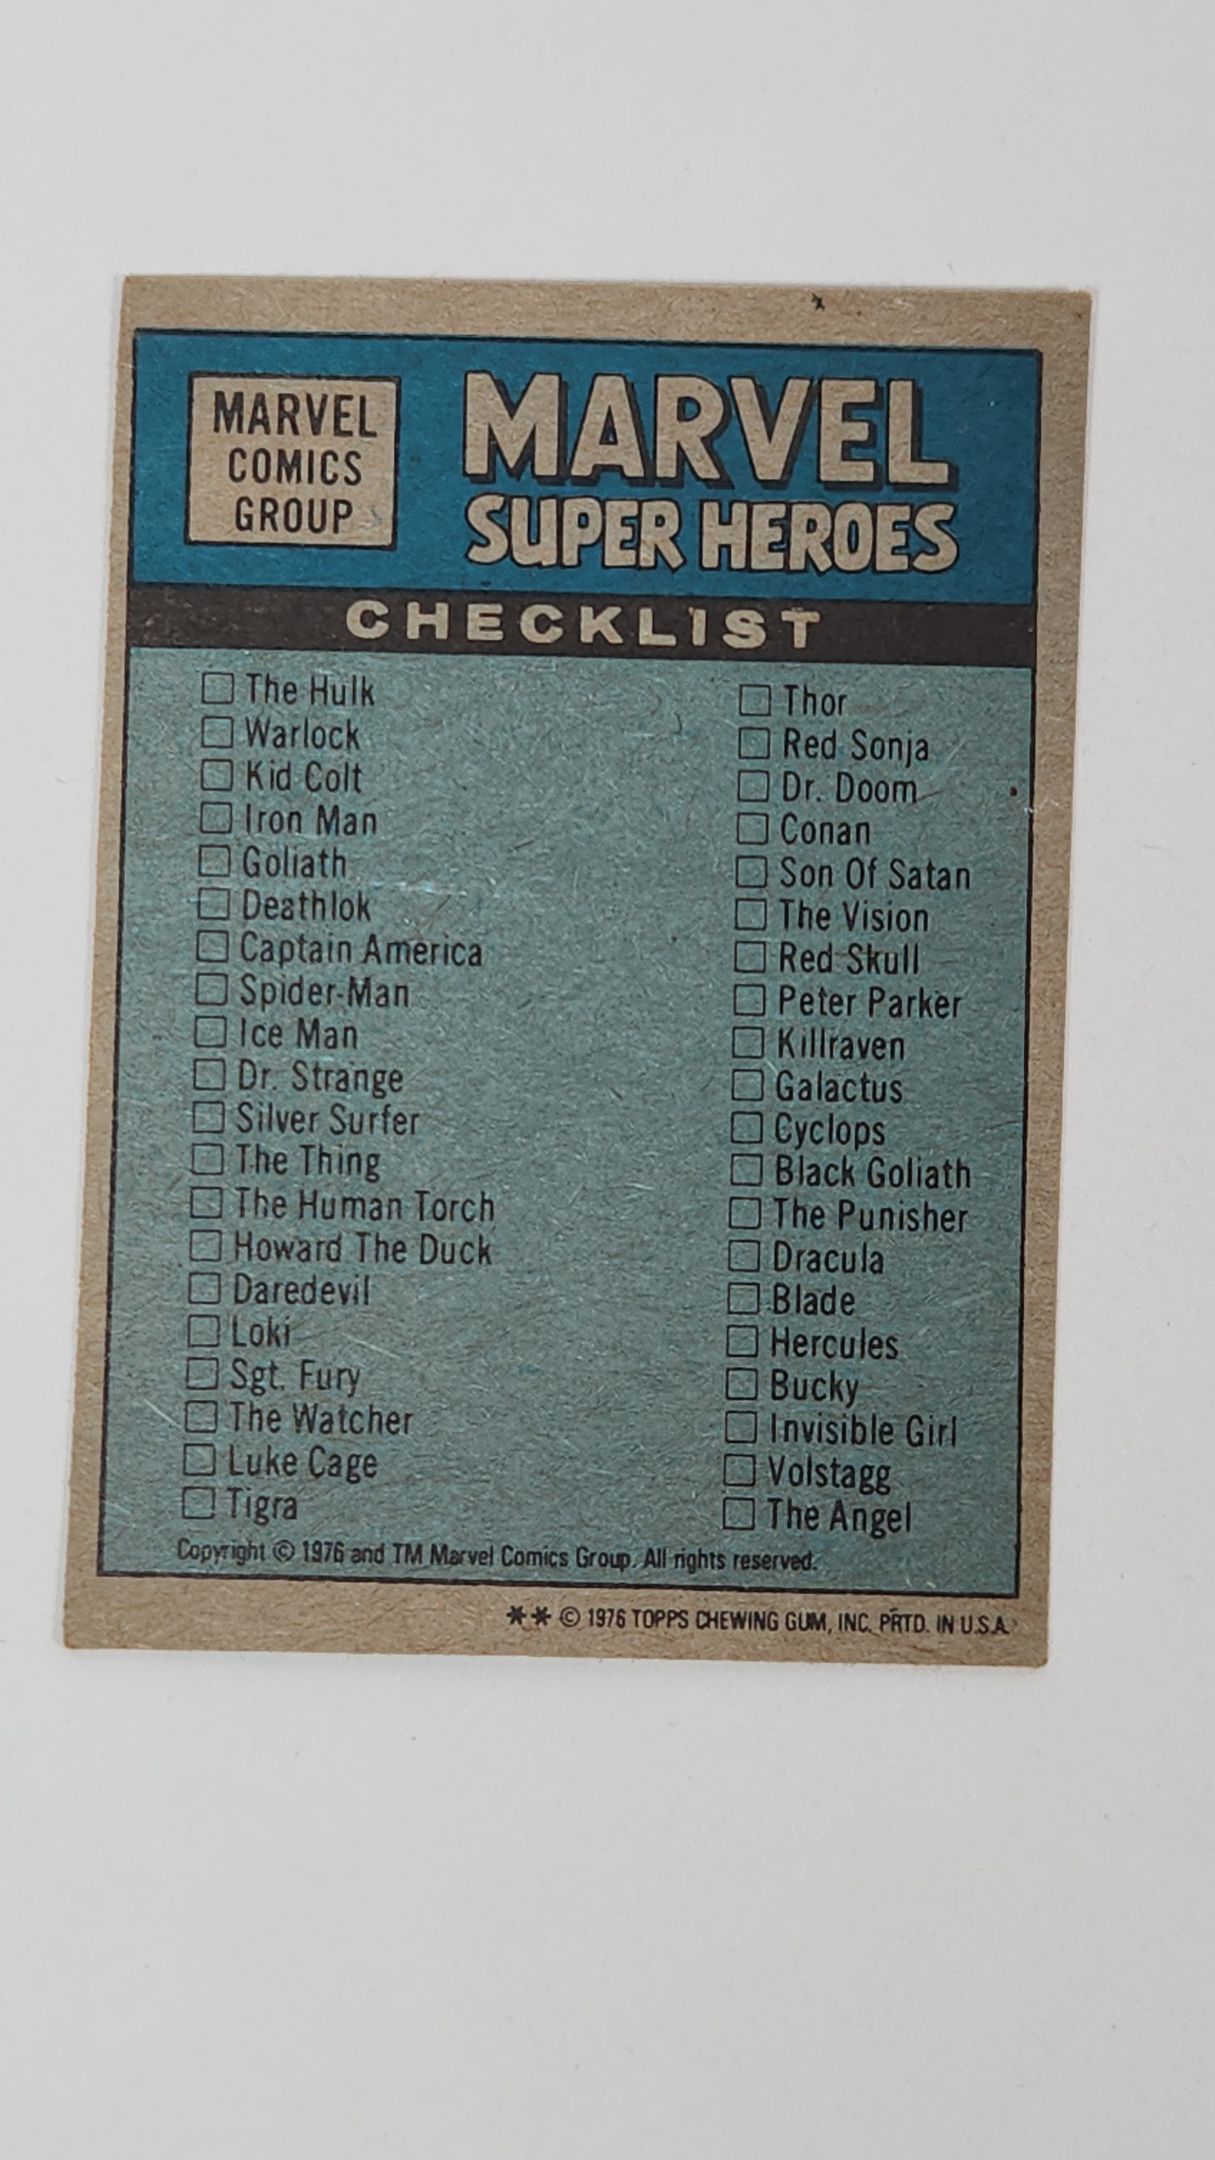 MARVEL
COMICS
GROUP
MARVEL
SUPER HEROES
CHECKLIST
The Hulk
Warlock
Kid Colt
Iron Man
Goliath
Deathlok
Captain America
Spider-Man
Ice Man
Dr. Strange
Silver Surfer
The Thing
The Human Torch
Howard The Duck
Daredevil
Loki
Sgt. Fury
The Watcher
Luke Cage
Tigra
Thor
Red Sonja
Dr. Doom
Conan
Son Of Satan
The Vision
Red Skull
Peter Parker
Killraven
Galactus
Cyclops
Black Goliath
The Punisher
Dracula
Blade
Hercules
Bucky
Invisible Girl
Volstagg
The Angel
Copyright © 1976 and TM Marvel Comics Group. All rights reserved.
** © 1976 TOPPS CHEWING GUM, INC. PRTD. IN U.S.A.